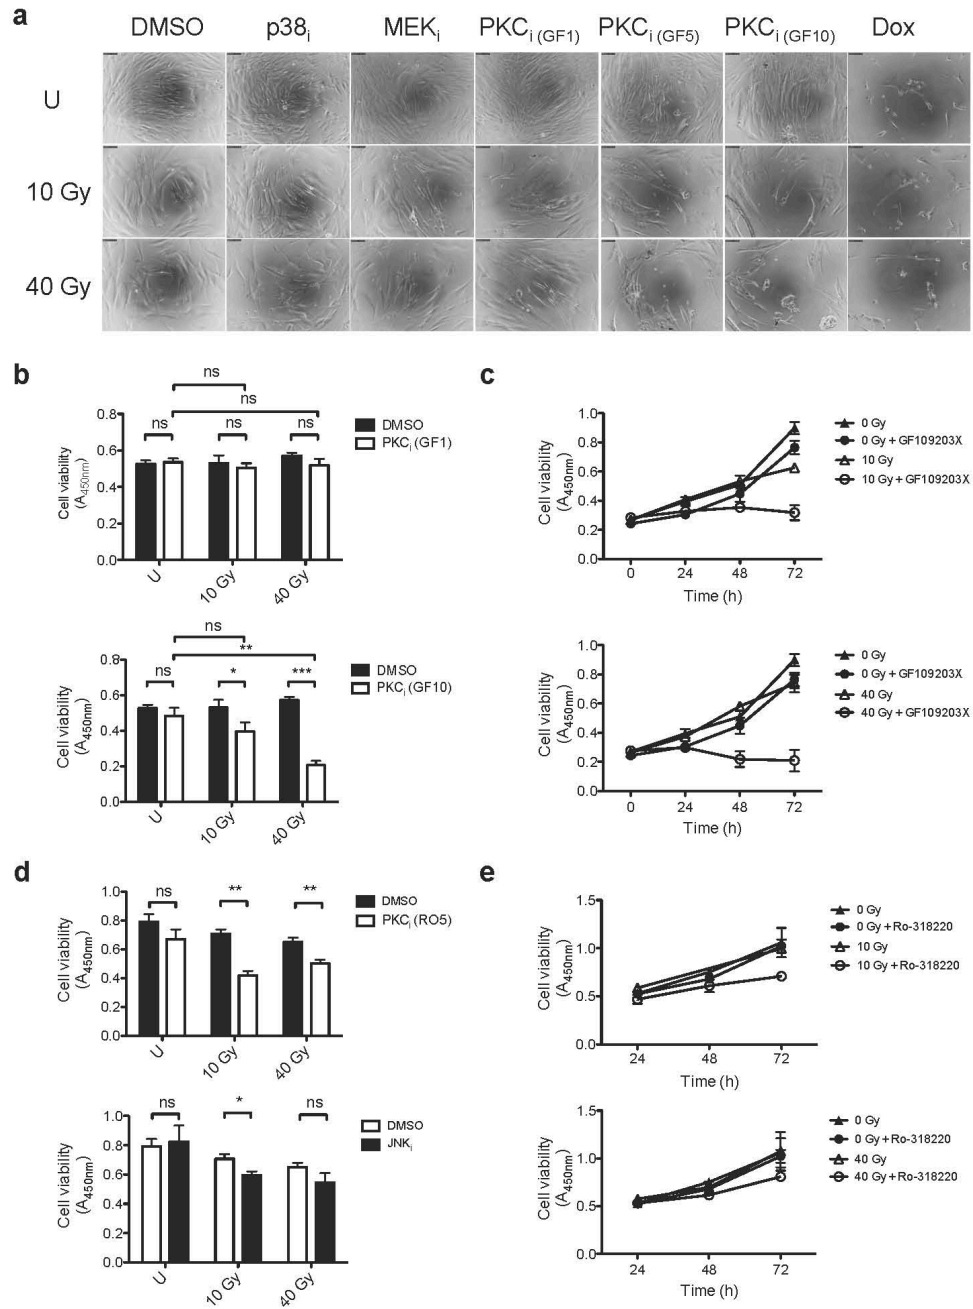 a
DMSO p38i MEKi PKCi (GF1) PKCi (GF5) PKCi (GF10) Dox
U
10 Gy
40 Gy
b
ns
ns
ns ns ns
DMSO
PKCi (GF1)
Cell viability
(A450nm)
0.8
0.6
0.4
0.2
0.0
U 10 Gy 40 Gy
ns
**
ns * ***
DMSO
PKCi (GF10)
Cell viability
(A450nm)
0.8
0.6
0.4
0.2
0.0
U 10 Gy 40 Gy
c
Cell viability
(A450nm)
1.0
0.8
0.6
0.4
0.2
0.0
0 24 48 72
Time (h)
0 Gy
0 Gy + GF109203X
10 Gy
10 Gy + GF109203X
Cell viability
(A450nm)
1.0
0.8
0.6
0.4
0.2
0.0
0 24 48 72
Time (h)
0 Gy
0 Gy + GF109203X
40 Gy
40 Gy + GF109203X
d
ns ** **
DMSO
PKCi (RO5)
Cell viability
(A450nm)
1.0
0.8
0.6
0.4
0.2
0.0
U 10 Gy 40 Gy
ns * ns
DMSO
JNKi
Cell viability
(A450nm)
1.0
0.8
0.6
0.4
0.2
0.0
U 10 Gy 40 Gy
e
Cell viability
(A450nm)
1.5
1.0
0.5
0.0
24 48 72
Time (h)
0 Gy
0 Gy + Ro-318220
10 Gy
10 Gy + Ro-318220
Cell viability
(A450nm)
1.5
1.0
0.5
0.0
24 48 72
Time (h)
0 Gy
0 Gy + Ro-318220
40 Gy
40 Gy + Ro-318220